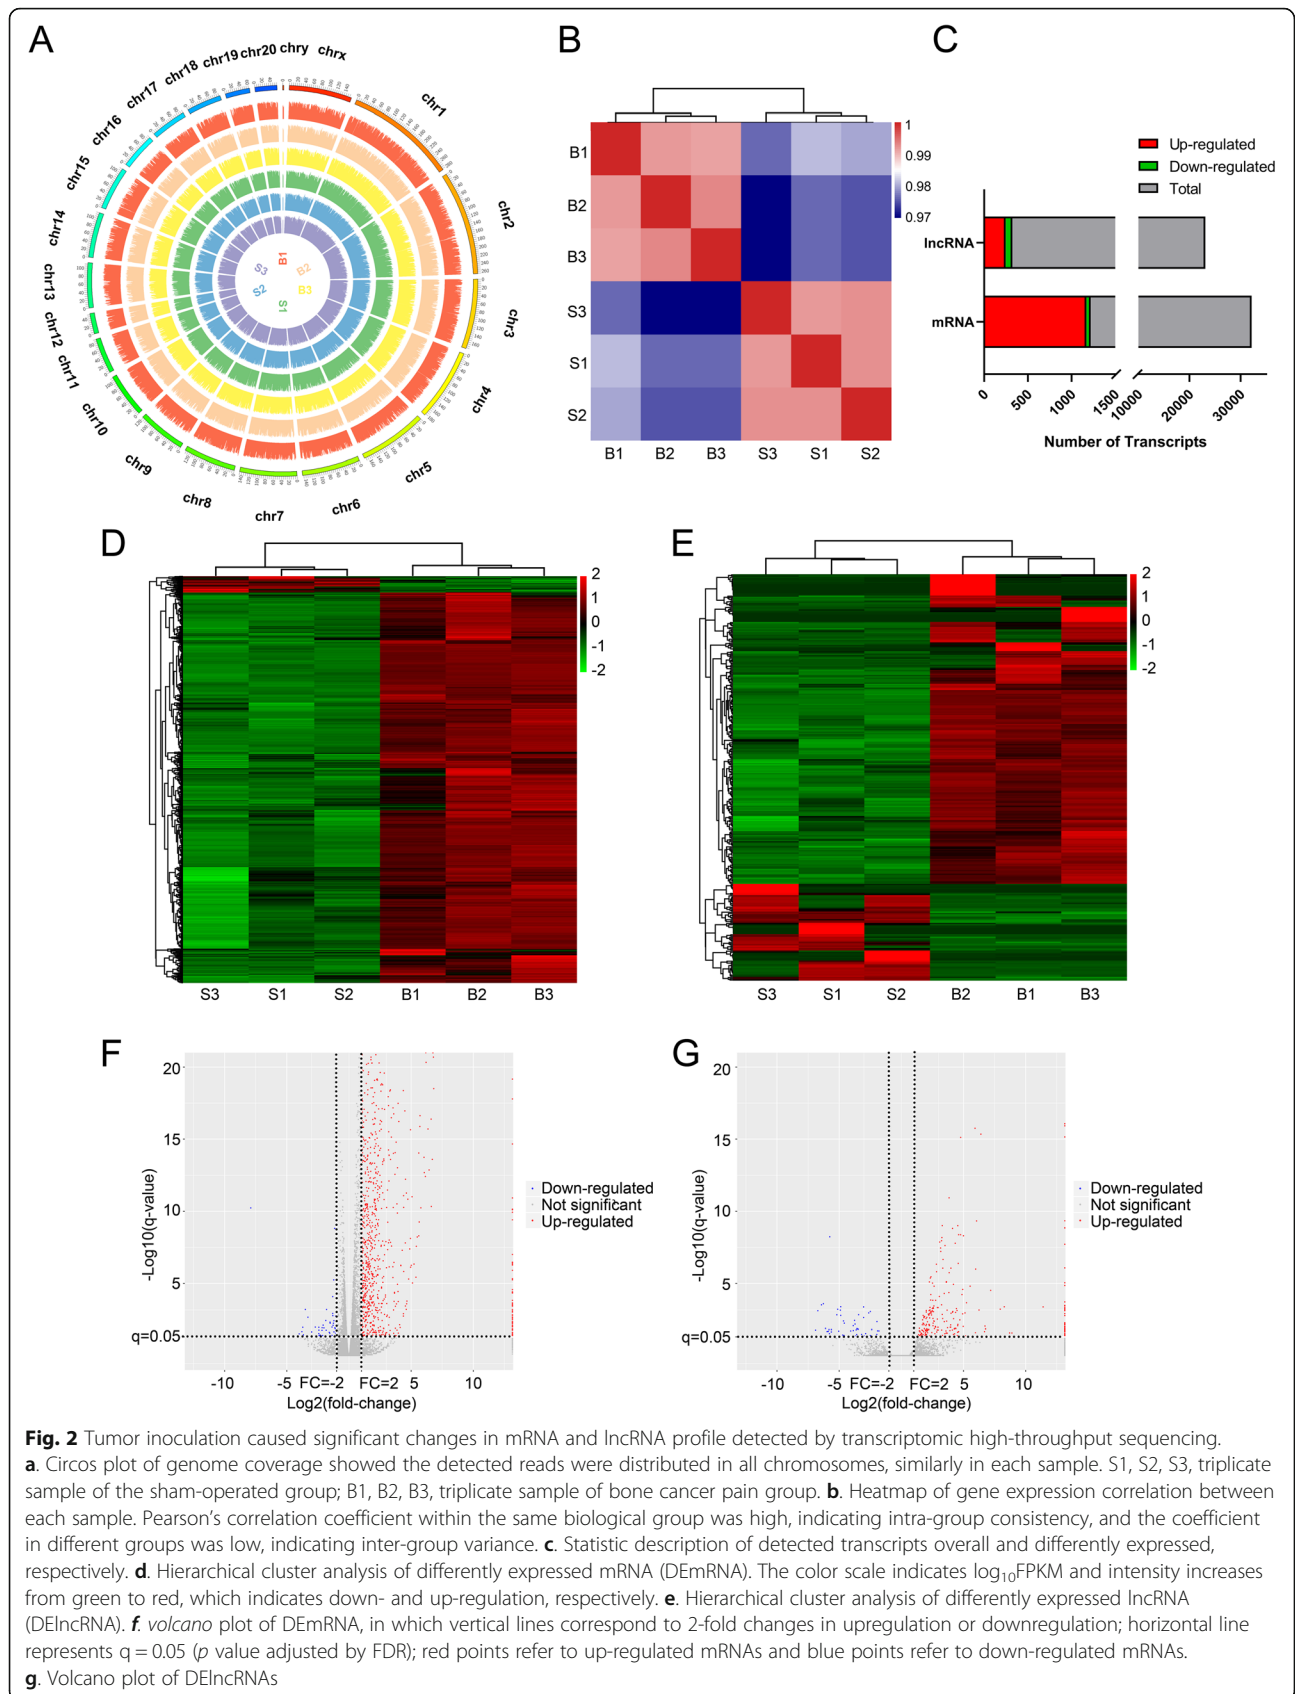 A
chr16 chr17 chr18 chr19 chr20 chry chrx
chr1
chr2
chr3
chr4
chr5
chr6
chr7
chr8
chr9
chr10
chr11
chr12
chr13
chr14
chr15
B1
B2
B3
S1
S2
S3
B
B1
B2
B3
S3
S1
S2
B1 B2 B3 S3 S1 S2
1
0.99
0.98
0.97
C
Up-regulated
Down-regulated
Total
lncRNA
mRNA
0 500 1000 1500 10000 20000 30000
Number of Transcripts
D
2
1
0
-1
-2
S3 S1 S2 B1 B2 B3
E
2
1
0
-1
-2
S3 S1 S2 B2 B1 B3
F
20
15
10
5
q=0.05
-Log10(q-value)
-10 -5 FC=-2 FC=2 5 10
Log2(fold-change)
Down-regulated
Not significant
Up-regulated
G
20
15
10
5
q=0.05
-Log10(q-value)
-10 -5 FC=-2 FC=2 5 10
Log2(fold-change)
Down-regulated
Not significant
Up-regulated
Fig. 2 Tumor inoculation caused significant changes in mRNA and lncRNA profile detected by transcriptomic high-throughput sequencing.
a. Circos plot of genome coverage showed the detected reads were distributed in all chromosomes, similarly in each sample. S1, S2, S3, triplicate
sample of the sham-operated group; B1, B2, B3, triplicate sample of bone cancer pain group. b. Heatmap of gene expression correlation between
each sample. Pearson's correlation coefficient within the same biological group was high, indicating intra-group consistency, and the coefficient
in different groups was low, indicating inter-group variance. c. Statistic description of detected transcripts overall and differently expressed,
respectively. d. Hierarchical cluster analysis of differently expressed mRNA (DEmRNA). The color scale indicates log₁₀FPKM and intensity increases
from green to red, which indicates down- and up-regulation, respectively. e. Hierarchical cluster analysis of differently expressed lncRNA
(DElncRNA). f. volcano plot of DEmRNA, in which vertical lines correspond to 2-fold changes in upregulation or downregulation; horizontal line
represents q = 0.05 (p value adjusted by FDR); red points refer to up-regulated mRNAs and blue points refer to down-regulated mRNAs.
g. Volcano plot of DElncRNAs